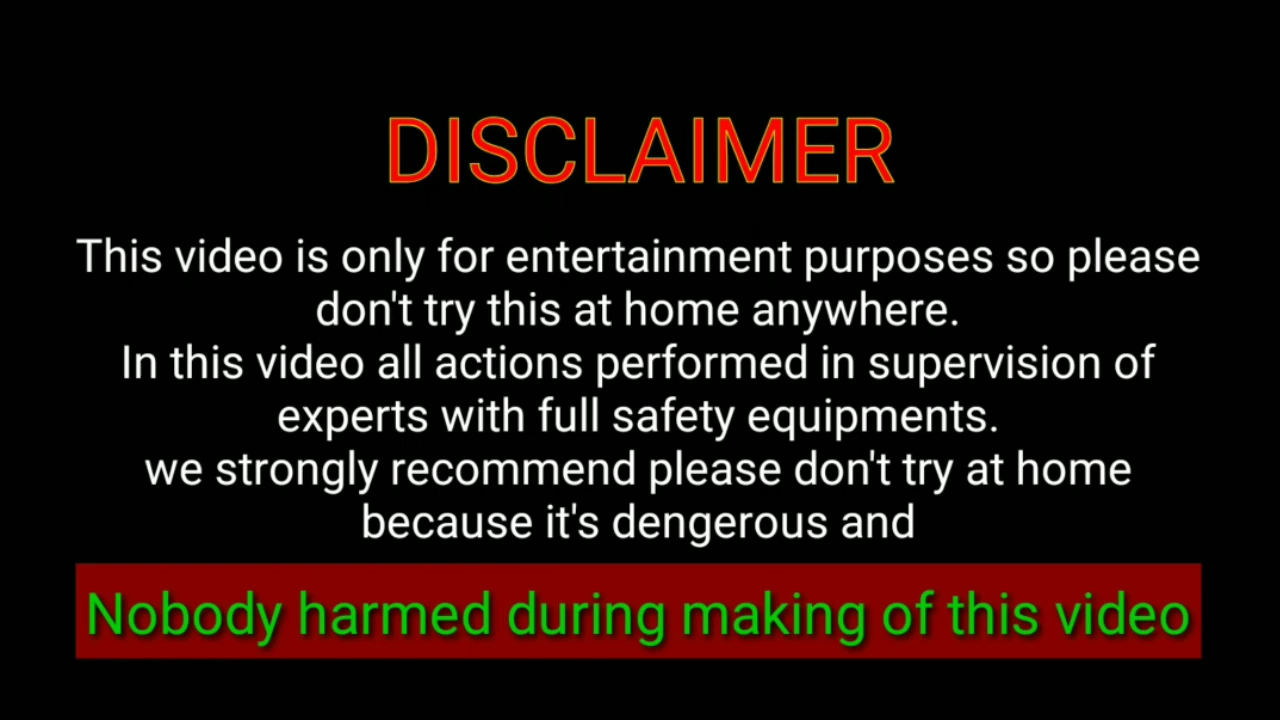 DISCLAIMER
This video is only for entertainment purposes so please
don't try this at home anywhere.
In this video all actions performed in supervision of
experts with full safety equipments.
we strongly recommend please don't try at home
because it's dengerous and
Nobody harmed during making of this video